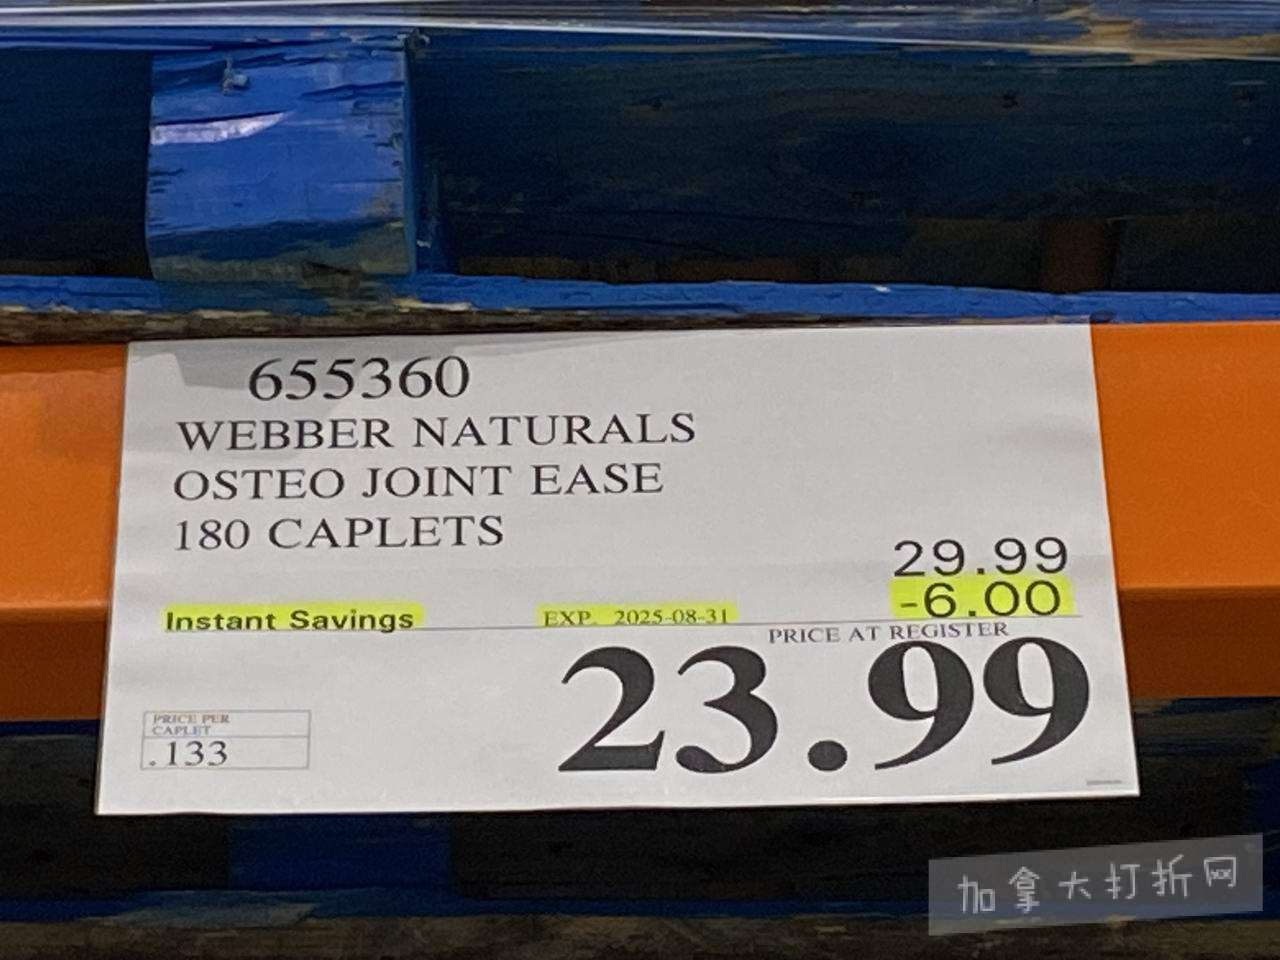 655360
WEBBER NATURALS
OSTEO JOINT EASE
180 CAPLETS
29.99
Instant Savings EXP. 2025-08-31 -6.00
PRICE AT REGISTER
23.99
PRICE PER
CAPLET
.133
加拿大打折网